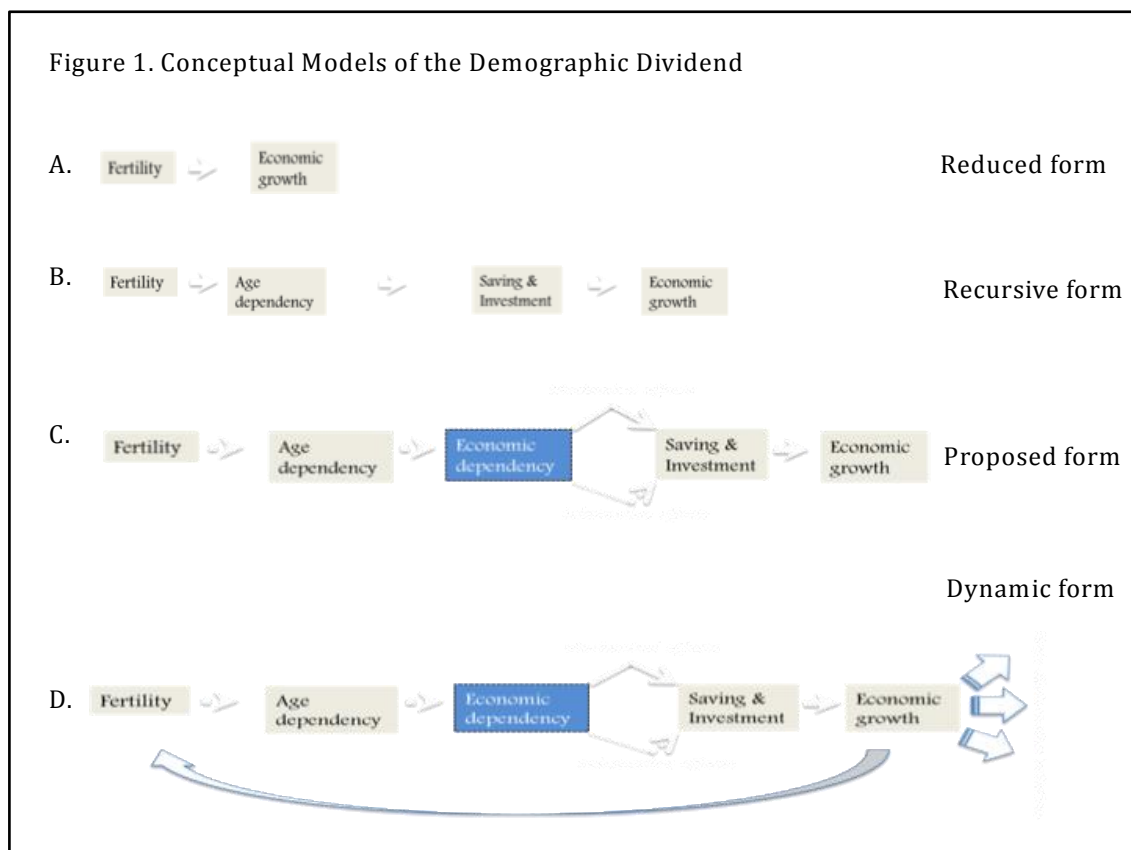 Figure 1. Conceptual Models of the Demographic Dividend
A.
Fertility
Economic
growth
Reduced form
B.
Fertility
Age
dependency
Saving &
Investment
Economic
growth
Recursive form
C.
Fertility
Age
dependency
Economic
dependency
Saving &
Investment
Economic
growth
Proposed form
Dynamic form
D.
Fertility
Age
dependency
Economic
dependency
Saving &
Investment
Economic
growth